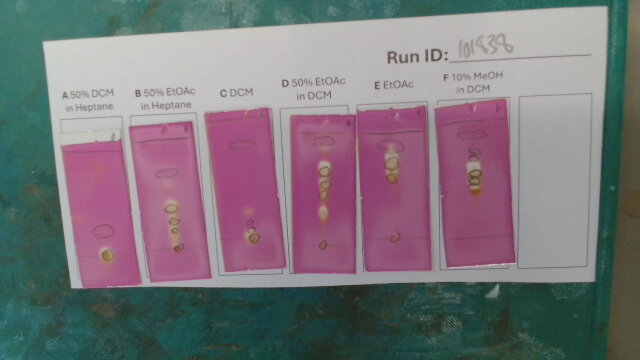 Run ID: 101838
A 50% DCM
in Heptane
B 50% EtOAc
in Heptane
C DCM
D 50% EtOAc
in DCM
E EtOAc
F 10% MeOH
in DCM